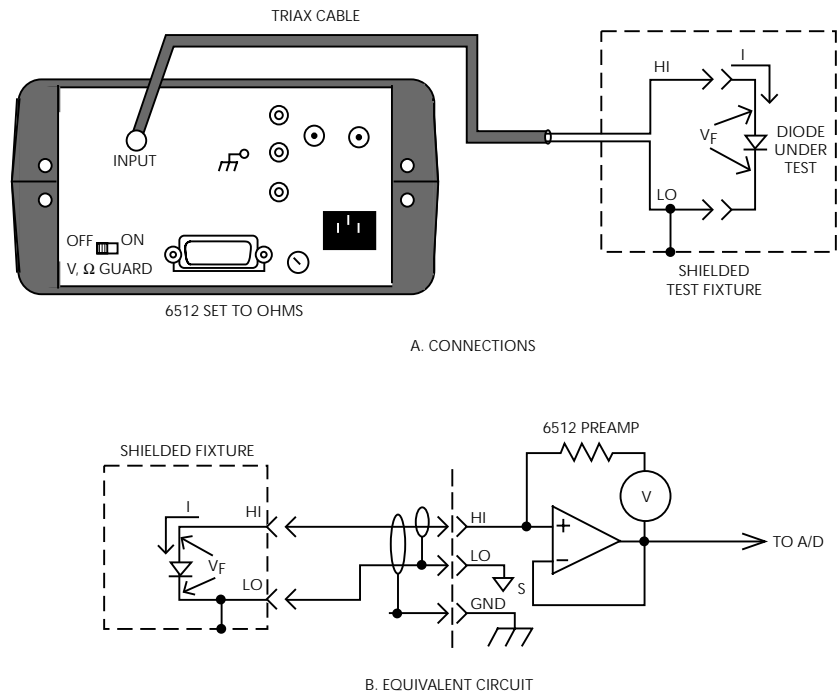 TRIAX CABLE
INPUT
OFF ON
V, Ω GUARD
6512 SET TO OHMS
HI
I
VF
DIODE
UNDER
TEST
LO
SHIELDED
TEST FIXTURE
A. CONNECTIONS
6512 PREAMP
SHIELDED FIXTURE
I
HI
VF
LO
HI
LO
S
GND
+
−
V
TO A/D
B. EQUIVALENT CIRCUIT